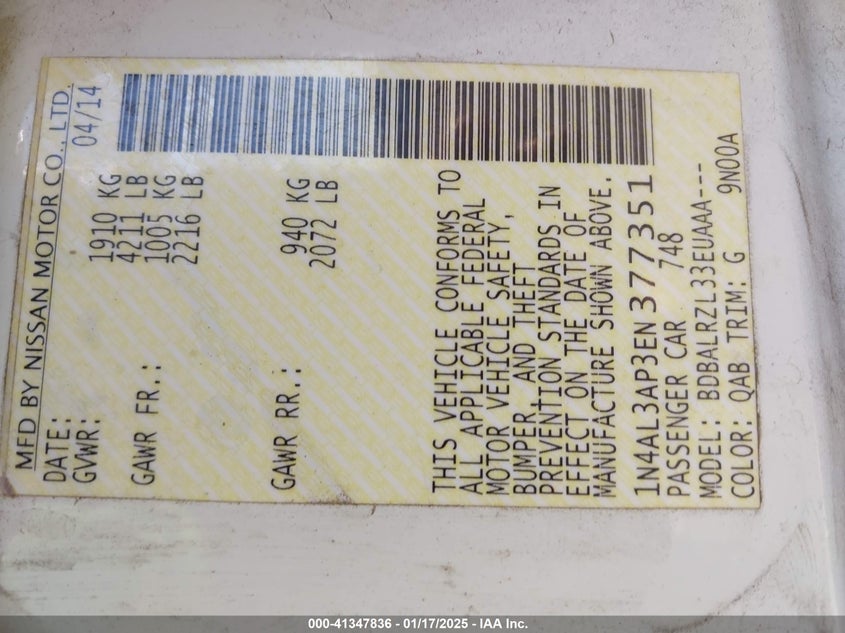 MFD BY NISSAN MOTOR CO., LTD.
DATE: 04/14
GVWR: 1910 KG
4211 LB
GAWR FR.: 1005 KG
2216 LB
GAWR RR.: 940 KG
2072 LB
THIS VEHICLE CONFORMS TO
ALL APPLICABLE FEDERAL
MOTOR VEHICLE SAFETY,
BUMPER, AND THEFT
PREVENTION STANDARDS IN
EFFECT ON THE DATE OF
MANUFACTURE SHOWN ABOVE.
1N4AL3AP3EN377351
PASSENGER CAR 748
MODEL: BDBALRZL33EUAAA---
COLOR: QAB TRIM: G 9N00A
000-41347836 - 01/17/2025 - IAA Inc.